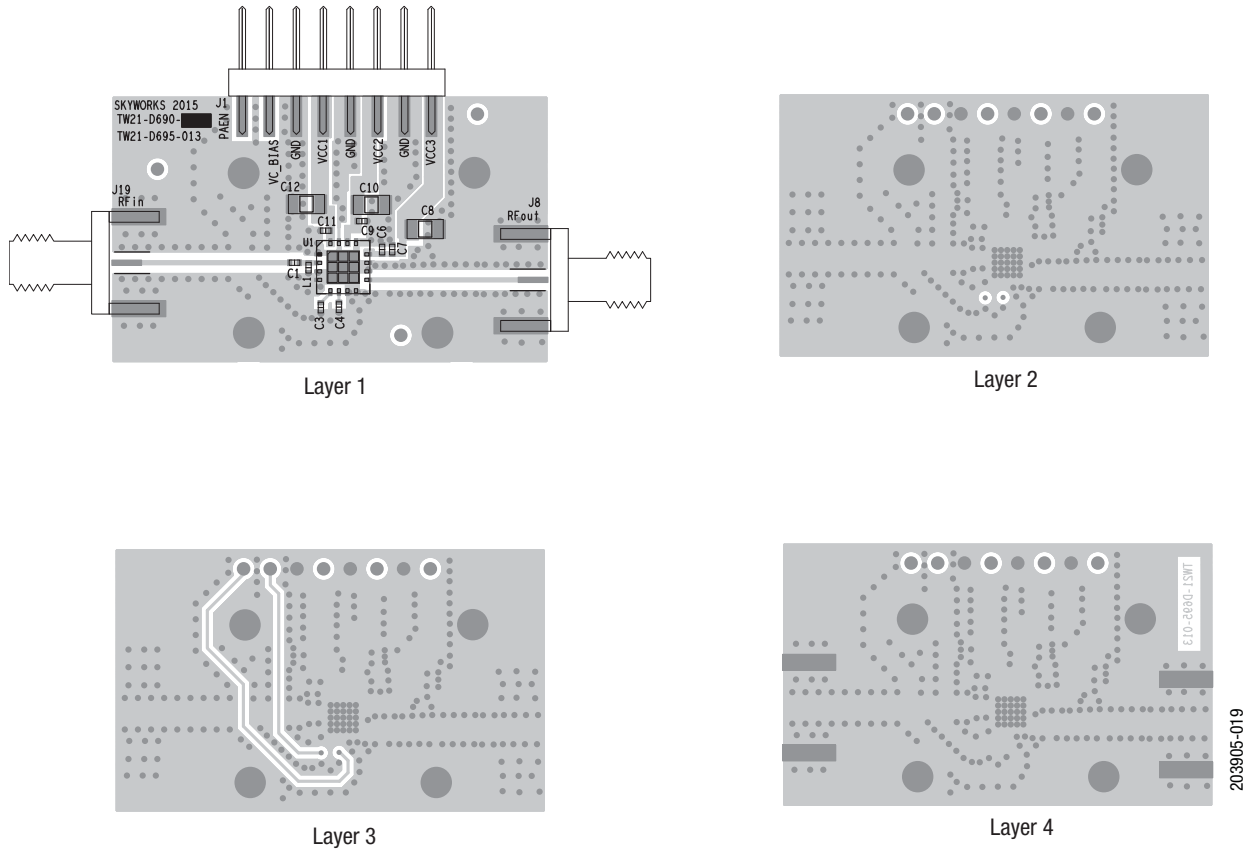 SKYWORKS 2015
TW21-D690-
TW21-D695-013
J1
PAEN
VC_BIAS
GND
VCC1
GND
VCC2
GND
VCC3
J19
RFin
J8
RFout
C12
C10
C8
C11
C9
C6
C7
U1
C1
L1
C3
C4
Layer 1
Layer 2
Layer 3
TW21-D695-013
Layer 4
203905-019